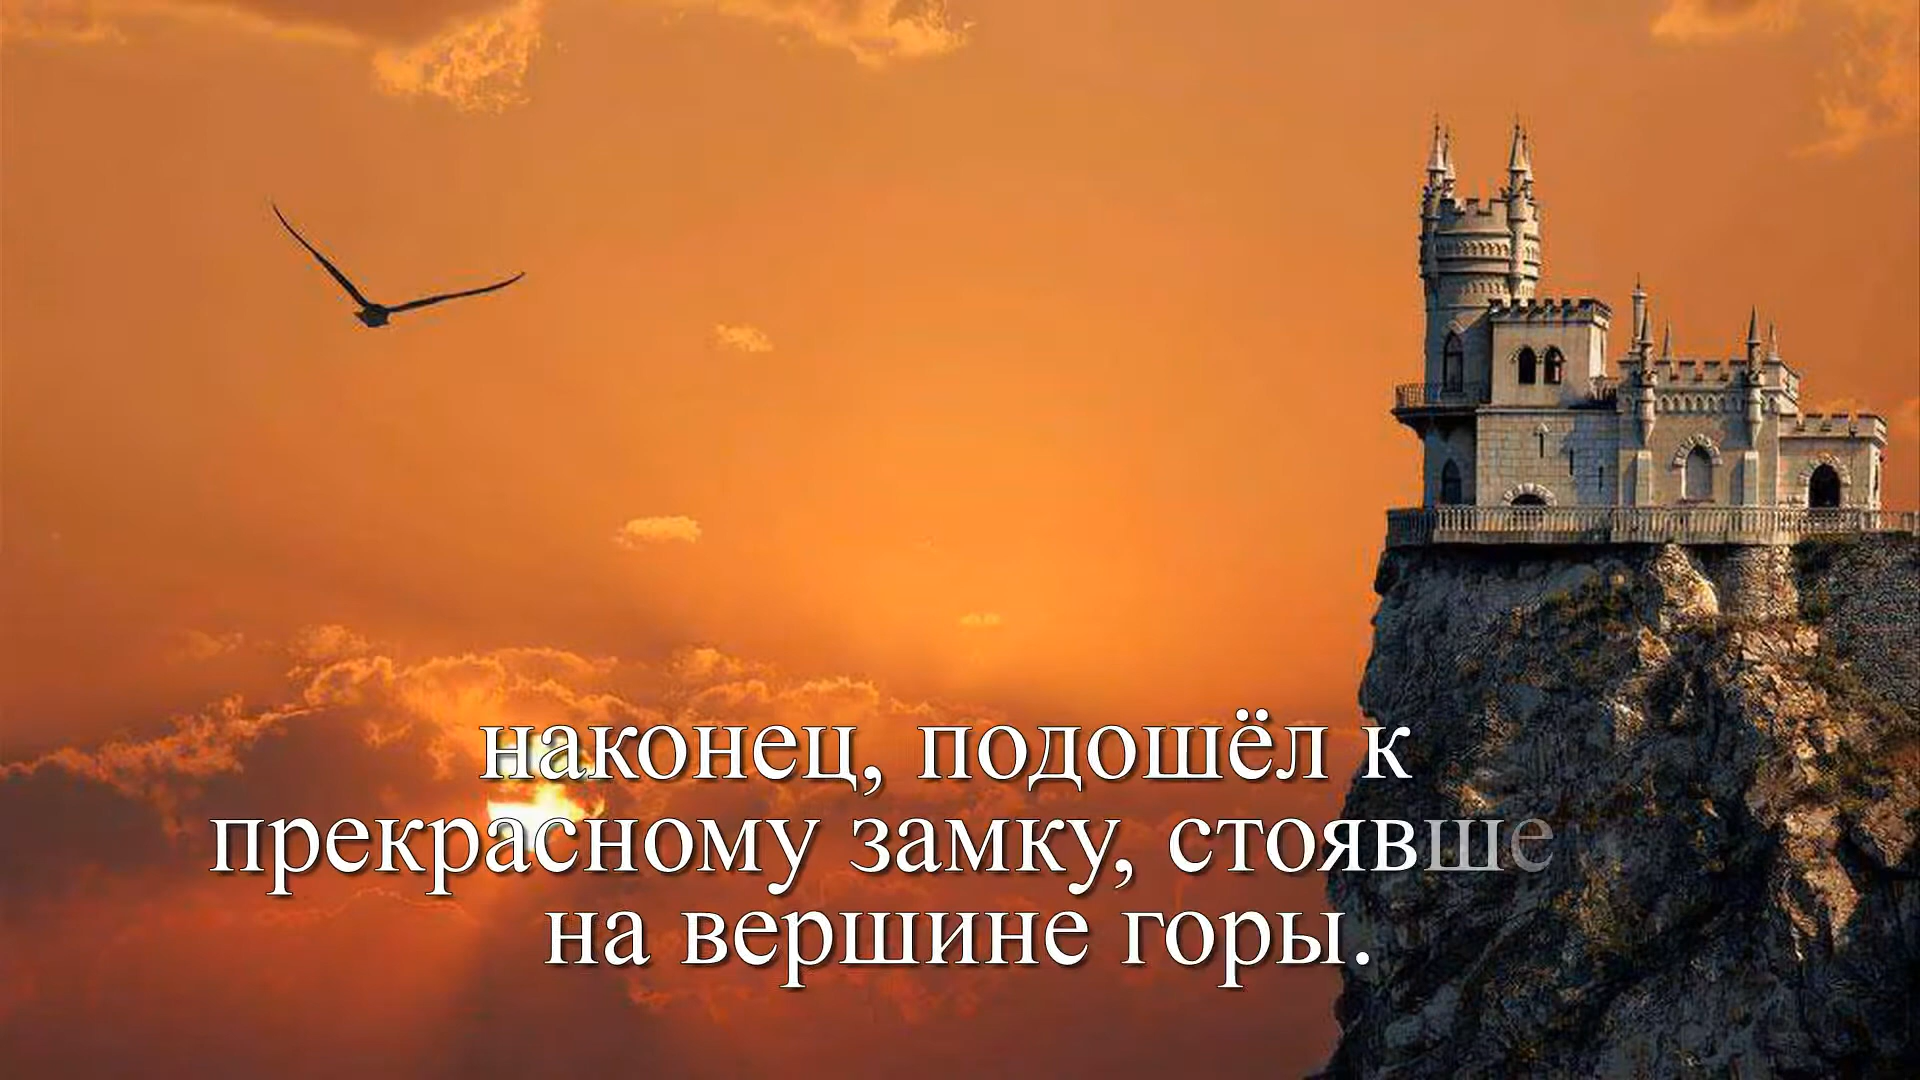 наконец, подошёл к
прекрасному замку, стоявше
на вершине горы.